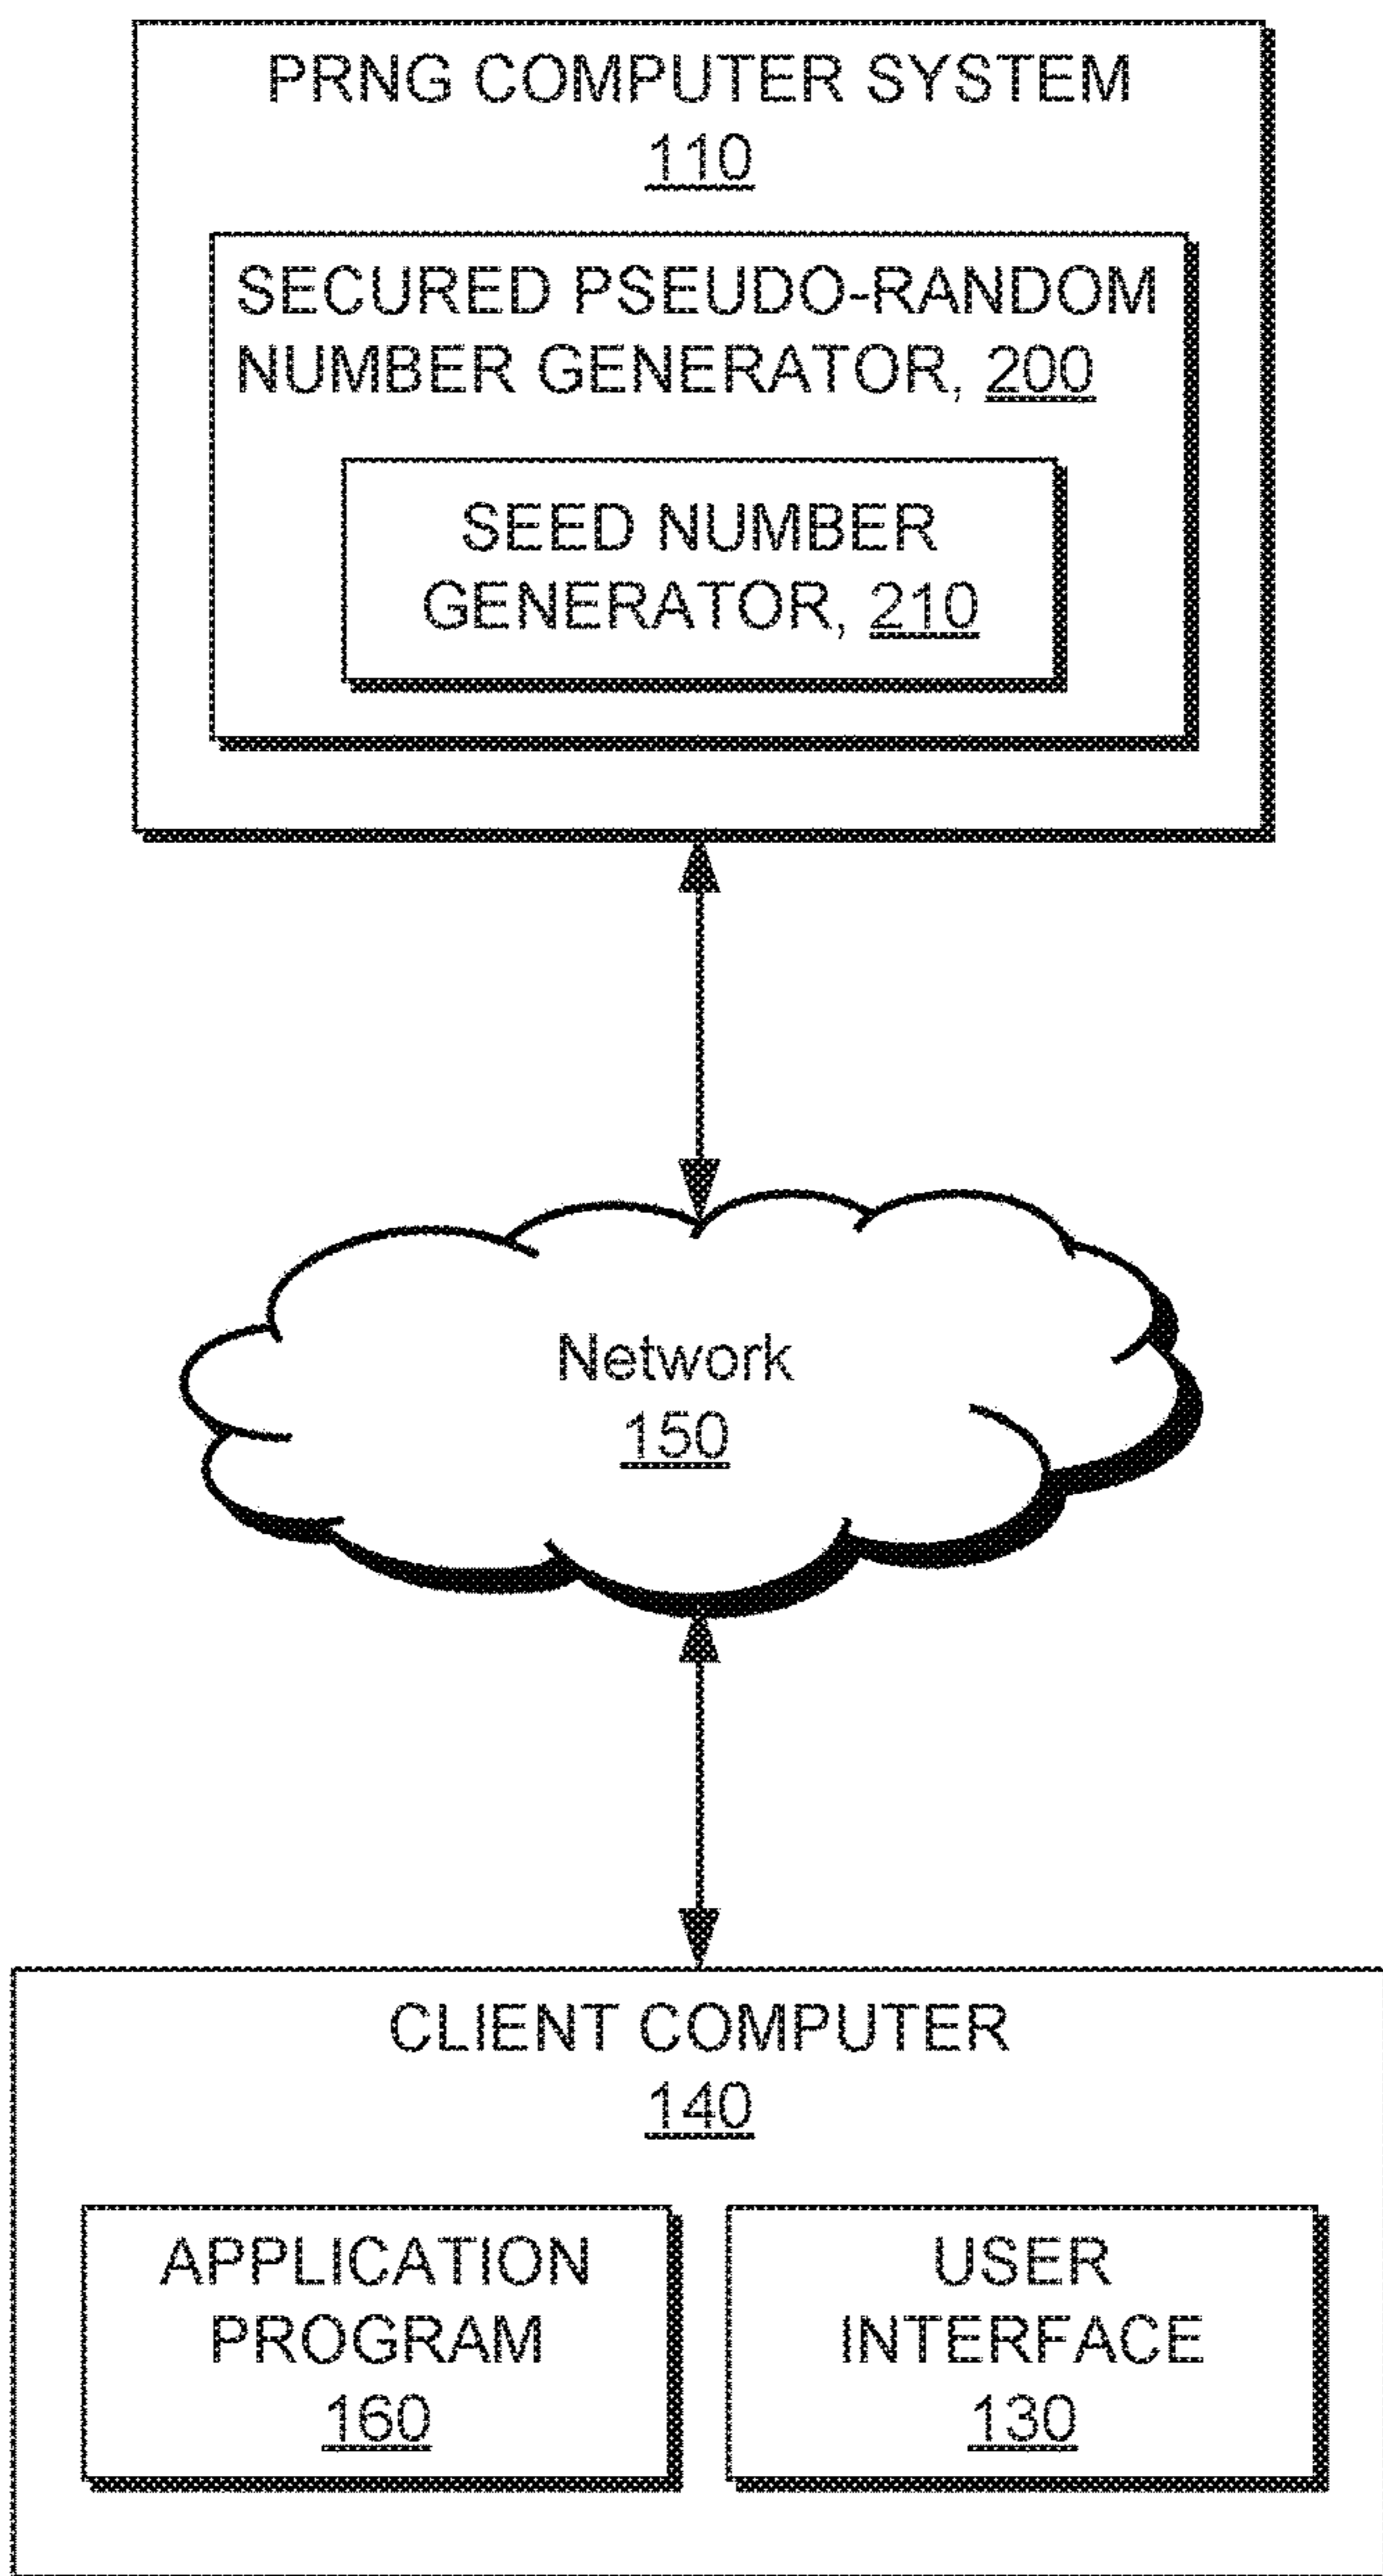 PRNG COMPUTER SYSTEM
110
SECURED PSEUDO-RANDOM
NUMBER GENERATOR, 200
SEED NUMBER
GENERATOR, 210
Network
150
CLIENT COMPUTER
140
APPLICATION
PROGRAM
160
USER
INTERFACE
130